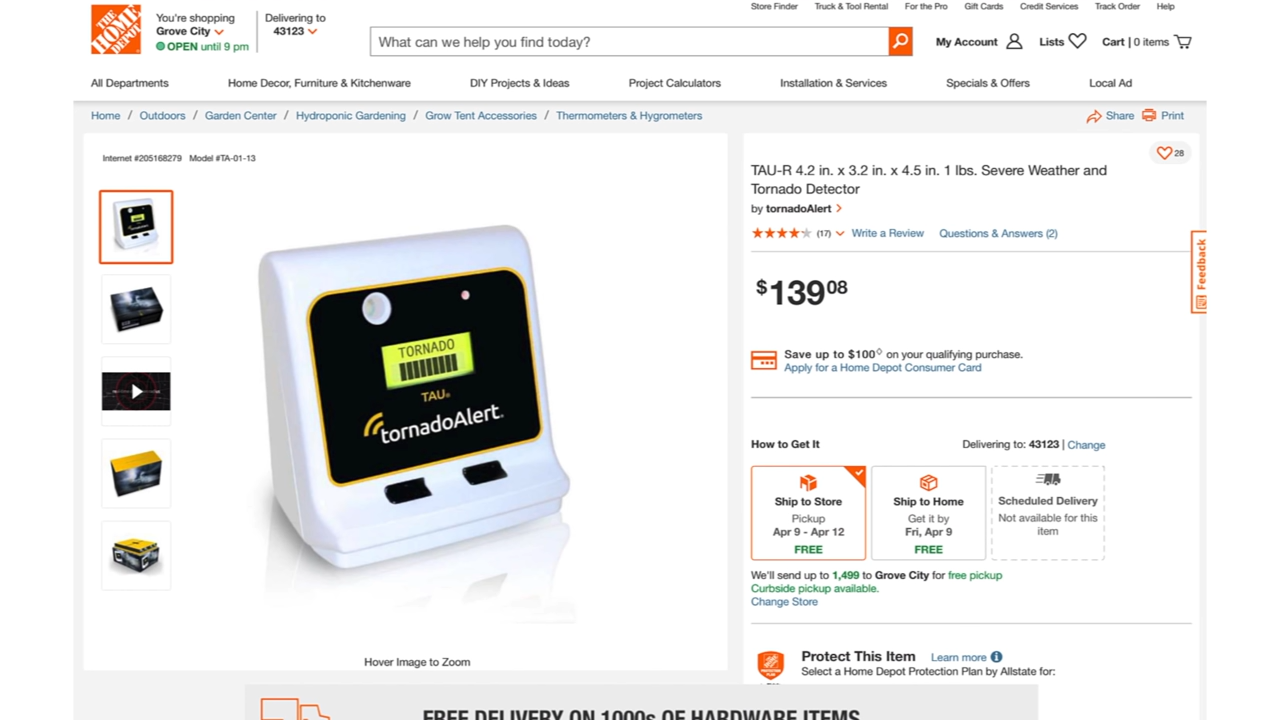 Store Finder Truck & Tool Rental For the Pro Gift Cards Credit Services Track Order Help
THE HOME DEPOT
You're shopping
Grove City
OPEN until 9 pm
Delivering to
43123
What can we help you find today?
My Account Lists Cart | 0 items
All Departments Home Decor, Furniture & Kitchenware DIY Projects & Ideas Project Calculators Installation & Services Specials & Offers Local Ad
Home / Outdoors / Garden Center / Hydroponic Gardening / Grow Tent Accessories / Thermometers & Hygrometers
Share Print
Internet #205168279 Model #TA-01-13
TORNADO
TAU®
tornadoAlert.
Hover Image to Zoom
28
TAU-R 4.2 in. x 3.2 in. x 4.5 in. 1 lbs. Severe Weather and
Tornado Detector
by tornadoAlert
(17) Write a Review Questions & Answers (2)
Feedback
$139 08
Save up to $100◊ on your qualifying purchase.
Apply for a Home Depot Consumer Card
How to Get It Delivering to: 43123 | Change
Ship to Store
Pickup
Apr 9 - Apr 12
FREE
Ship to Home
Get it by
Fri, Apr 9
FREE
Scheduled Delivery
Not available for this
item
We'll send up to 1,499 to Grove City for free pickup
Curbside pickup available.
Change Store
Protect This Item Learn more
Select a Home Depot Protection Plan by Allstate for:
FREE DELIVERY ON 1000s OF HARDWARE ITEMS